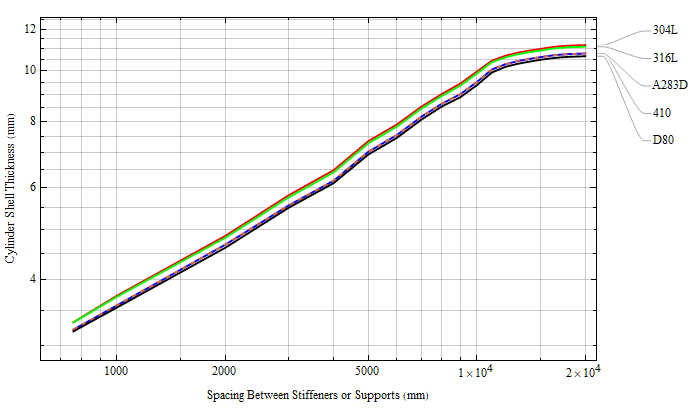 12
10
8
6
4
Cylinder Shell Thickness (mm)
1000
2000
5000
1×10⁴
2×10⁴
Spacing Between Stiffeners or Supports (mm)
304L
316L
A283D
410
D80